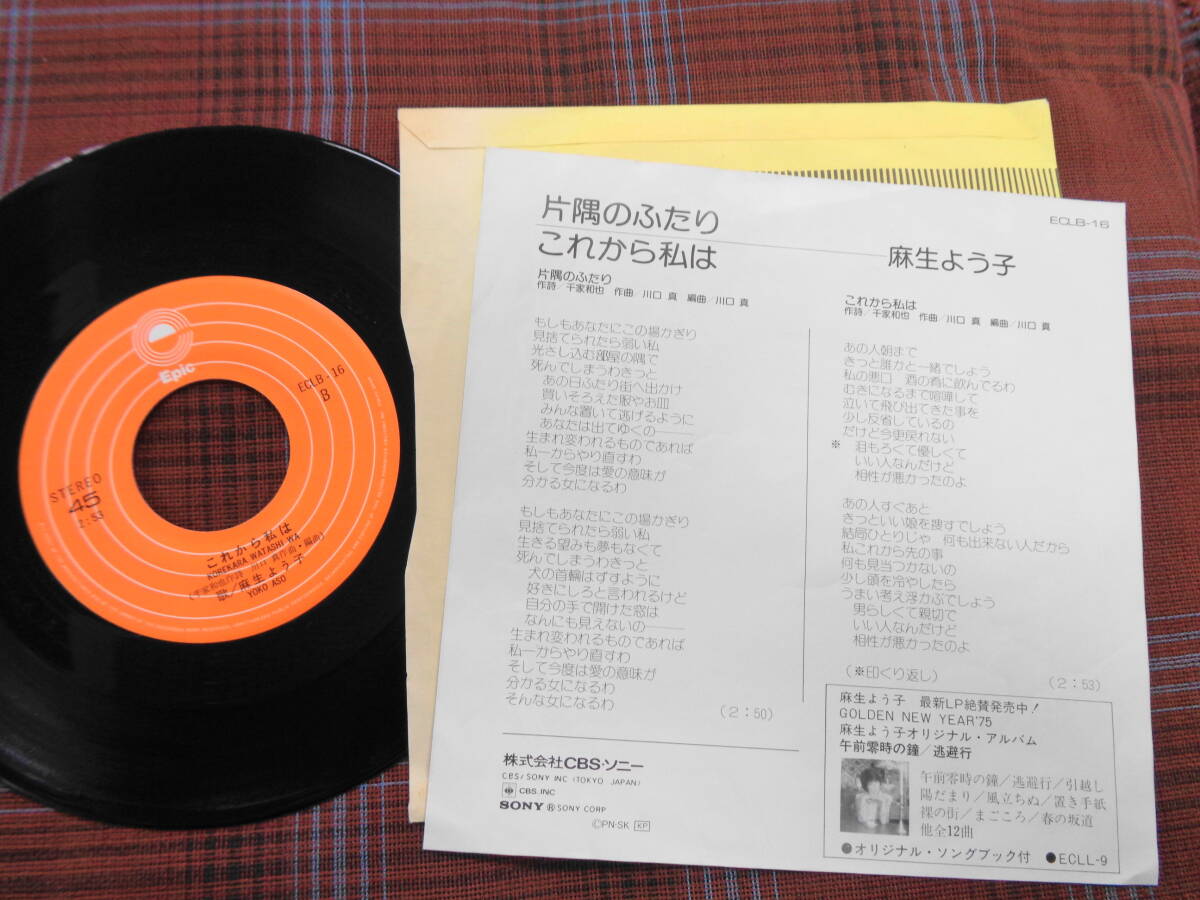 Epic
ECLB-16
B
STEREO
45
2:53
これから私は
KOREKARA WATASHI WA
(千家和也作詩 川口 真作曲・編曲)
歌/麻生よう子
YOKO ASO
ECLB-16
片隅のふたり
これから私は
麻生よう子
片隅のふたり
作詩/千家和也 作曲/川口 真 編曲/川口 真
もしもあなたにこの場かぎり
見捨てられたら弱い私
光さし込む部屋の隅で
死んでしまうわきっと
あの日ふたり街へ出かけ
買いそろえた服やお皿
みんな置いて逃げるように
あなたは出てゆくの――
生まれ変われるものであれば
私一からやり直すわ
そして今度は愛の意味が
分かる女になるわ
もしもあなたにこの場かぎり
見捨てられたら弱い私
生きる望みも夢もなくて
死んでしまうわきっと
犬の首輪はずすように
好きにしろと言われるけど
自分の手で開けた窓は
なんにも見えないの――
生まれ変われるものであれば
私一からやり直すわ
そして今度は愛の意味が
分かる女になるわ
そんな女になるわ
(2:50)
これから私は
作詩/千家和也 作曲/川口 真 編曲/川口 真
あの人朝まで
きっと誰かと一緒でしょう
私の悪口 酒の肴に飲んでるわ
むきになるまで喧嘩して
泣いて飛び出てきた事を
少し反省しているの
だけど今更戻れない
※ 泪もろくて優しくて
いい人なんだけど
相性が悪かったのよ
あの人すぐあと
きっといい娘を捜すでしょう
結局ひとりじゃ 何も出来ない人だから
私これから先の事
何も見当つかないの
少し頭を冷やしたら
うまい考え浮かぶでしょう
男らしくて親切で
いい人なんだけど
相性が悪かったのよ
(※印くり返し)
(2:53)
株式会社CBS・ソニー
CBS/SONY INC (TOKYO JAPAN)
CBS.INC
SONY ® SONY CORP
©PN·SK KP
麻生よう子 最新LP絶賛発売中!
GOLDEN NEW YEAR'75
麻生よう子オリジナル・アルバム
午前零時の鐘/逃避行
午前零時の鐘/逃避行/引越し
陽だまり/風立ちぬ/置き手紙
裸の街/まごころ/春の坂道
他全12曲
●オリジナル・ソングブック付 ●ECLL-9